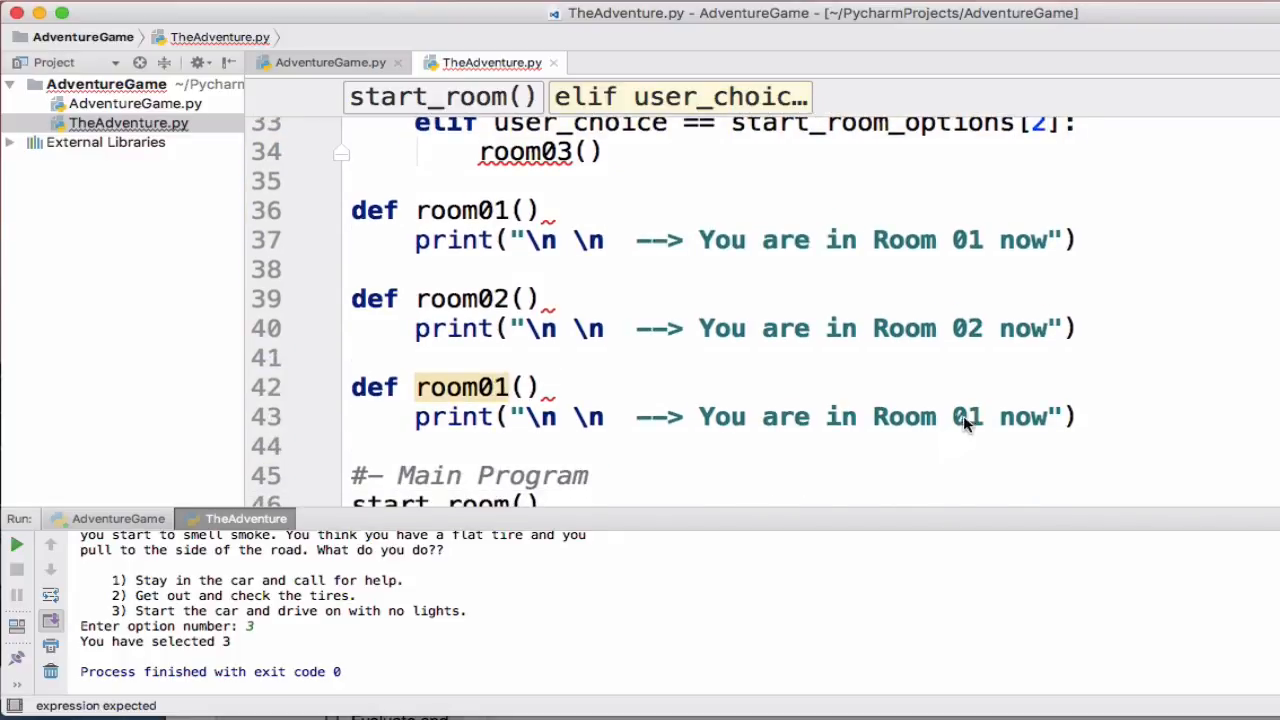 TheAdventure.py - AdventureGame - [~/PycharmProjects/AdventureGame]
AdventureGame TheAdventure.py
Project AdventureGame.py TheAdventure.py
AdventureGame ~/Pycharm
AdventureGame.py
TheAdventure.py
External Libraries
start_room() elif user_choic…
33 elif user_choice == start_room_options[2]:
34 room03()
35
36 def room01()
37 print("\n \n --> You are in Room 01 now")
38
39 def room02()
40 print("\n \n --> You are in Room 02 now")
41
42 def room01()
43 print("\n \n --> You are in Room 01 now")
44
45 #— Main Program
46 start_room()
Run: AdventureGame TheAdventure
you start to smell smoke. You think you have a flat tire and you
pull to the side of the road. What do you do??
1) Stay in the car and call for help.
2) Get out and check the tires.
3) Start the car and drive on with no lights.
Enter option number: 3
You have selected 3
Process finished with exit code 0
expression expected